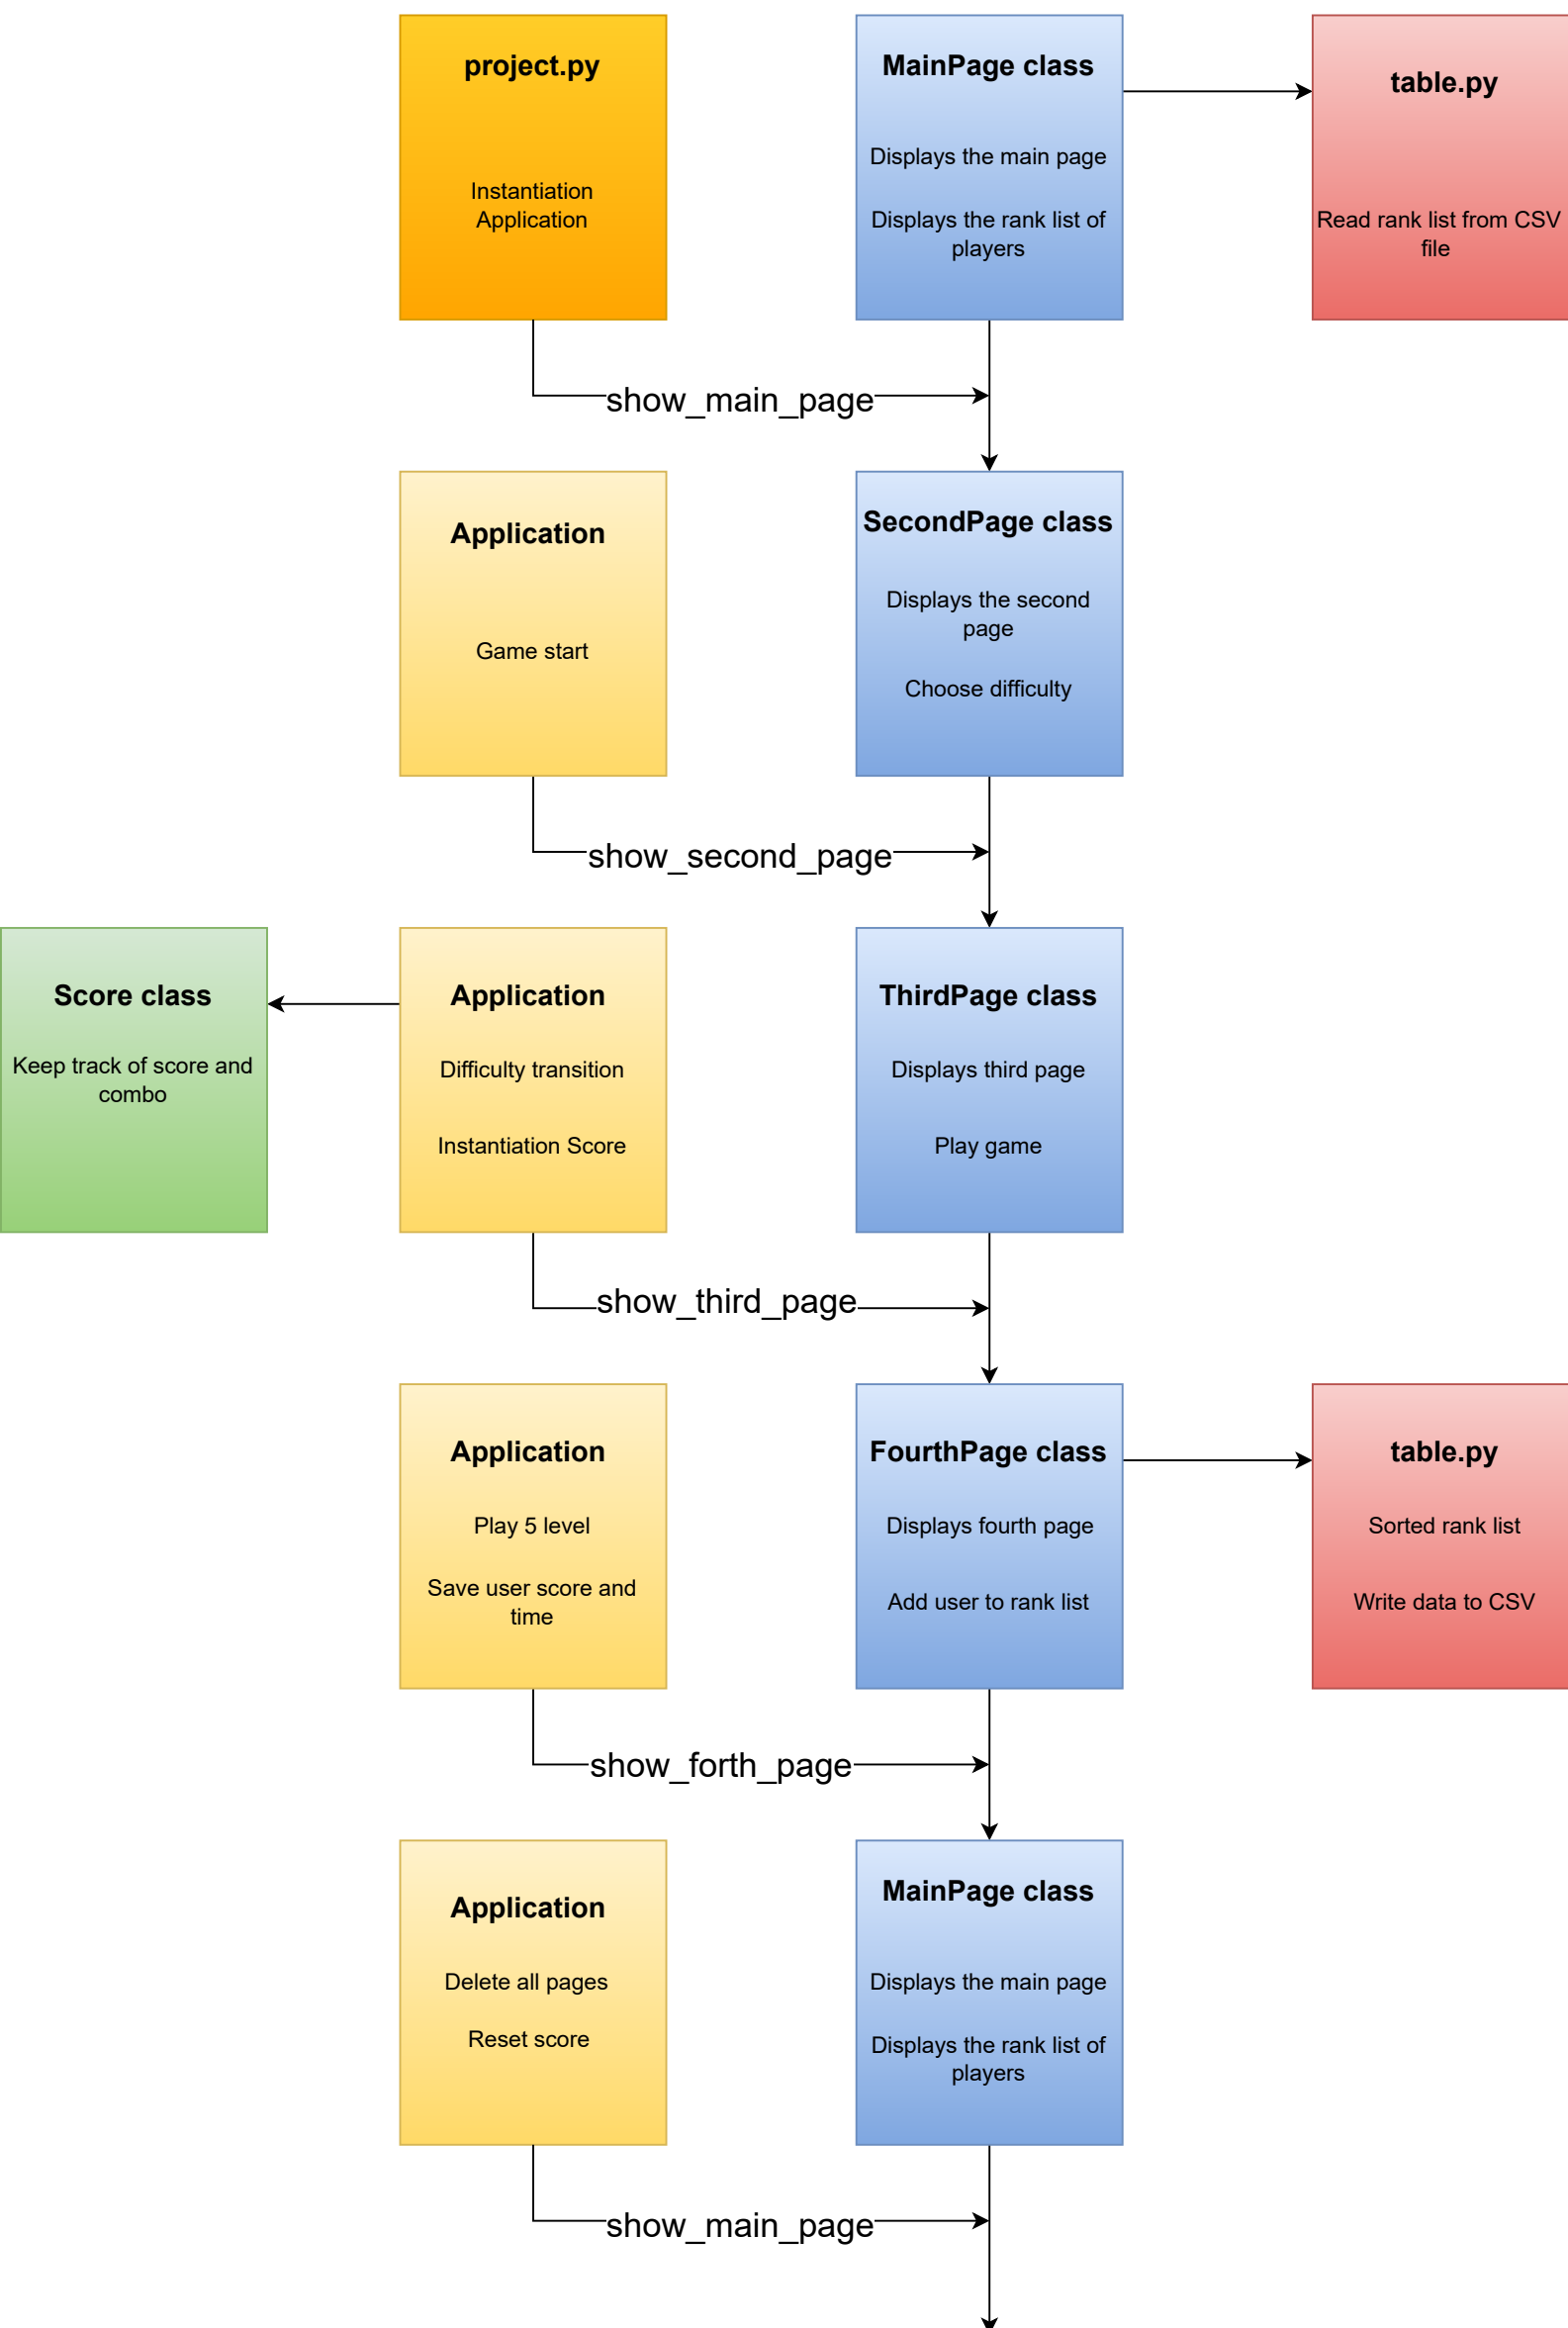 project.py
Instantiation
Application
MainPage class
Displays the main page
Displays the rank list of
players
table.py
Read rank list from CSV
file
show_main_page
Application
Game start
SecondPage class
Displays the second
page
Choose difficulty
show_second_page
Score class
Keep track of score and
combo
Application
Difficulty transition
Instantiation Score
ThirdPage class
Displays third page
Play game
show_third_page
Application
Play 5 level
Save user score and
time
FourthPage class
Displays fourth page
Add user to rank list
table.py
Sorted rank list
Write data to CSV
show_forth_page
Application
Delete all pages
Reset score
MainPage class
Displays the main page
Displays the rank list of
players
show_main_page